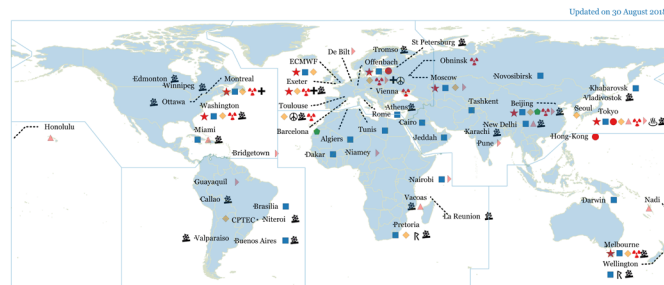 Updated on 30 August 2018
St Petersburg
Tromso
De Bilt
ECMWF
Offenbach
Obninsk
Edmonton
Winnipeg
Montreal
Exeter
Moscow
Novosibirsk
Khabarovsk
Vladivostok
Vienna
Ottawa
Washington
Toulouse
Athens
Tashkent
Beijing
Seoul
Tokyo
Rome
Honolulu
Miami
Barcelona
Tunis
Cairo
New Delhi
Karachi
Algiers
Jeddah
Pune
Hong-Kong
Bridgetown
Dakar
Niamey
Guayaquil
Nairobi
Callao
Brasilia
Vacoas
Darwin
Nadi
CPTEC
Niteroi
La Reunion
Pretoria
Valparaiso
Buenos Aires
Melbourne
Wellington